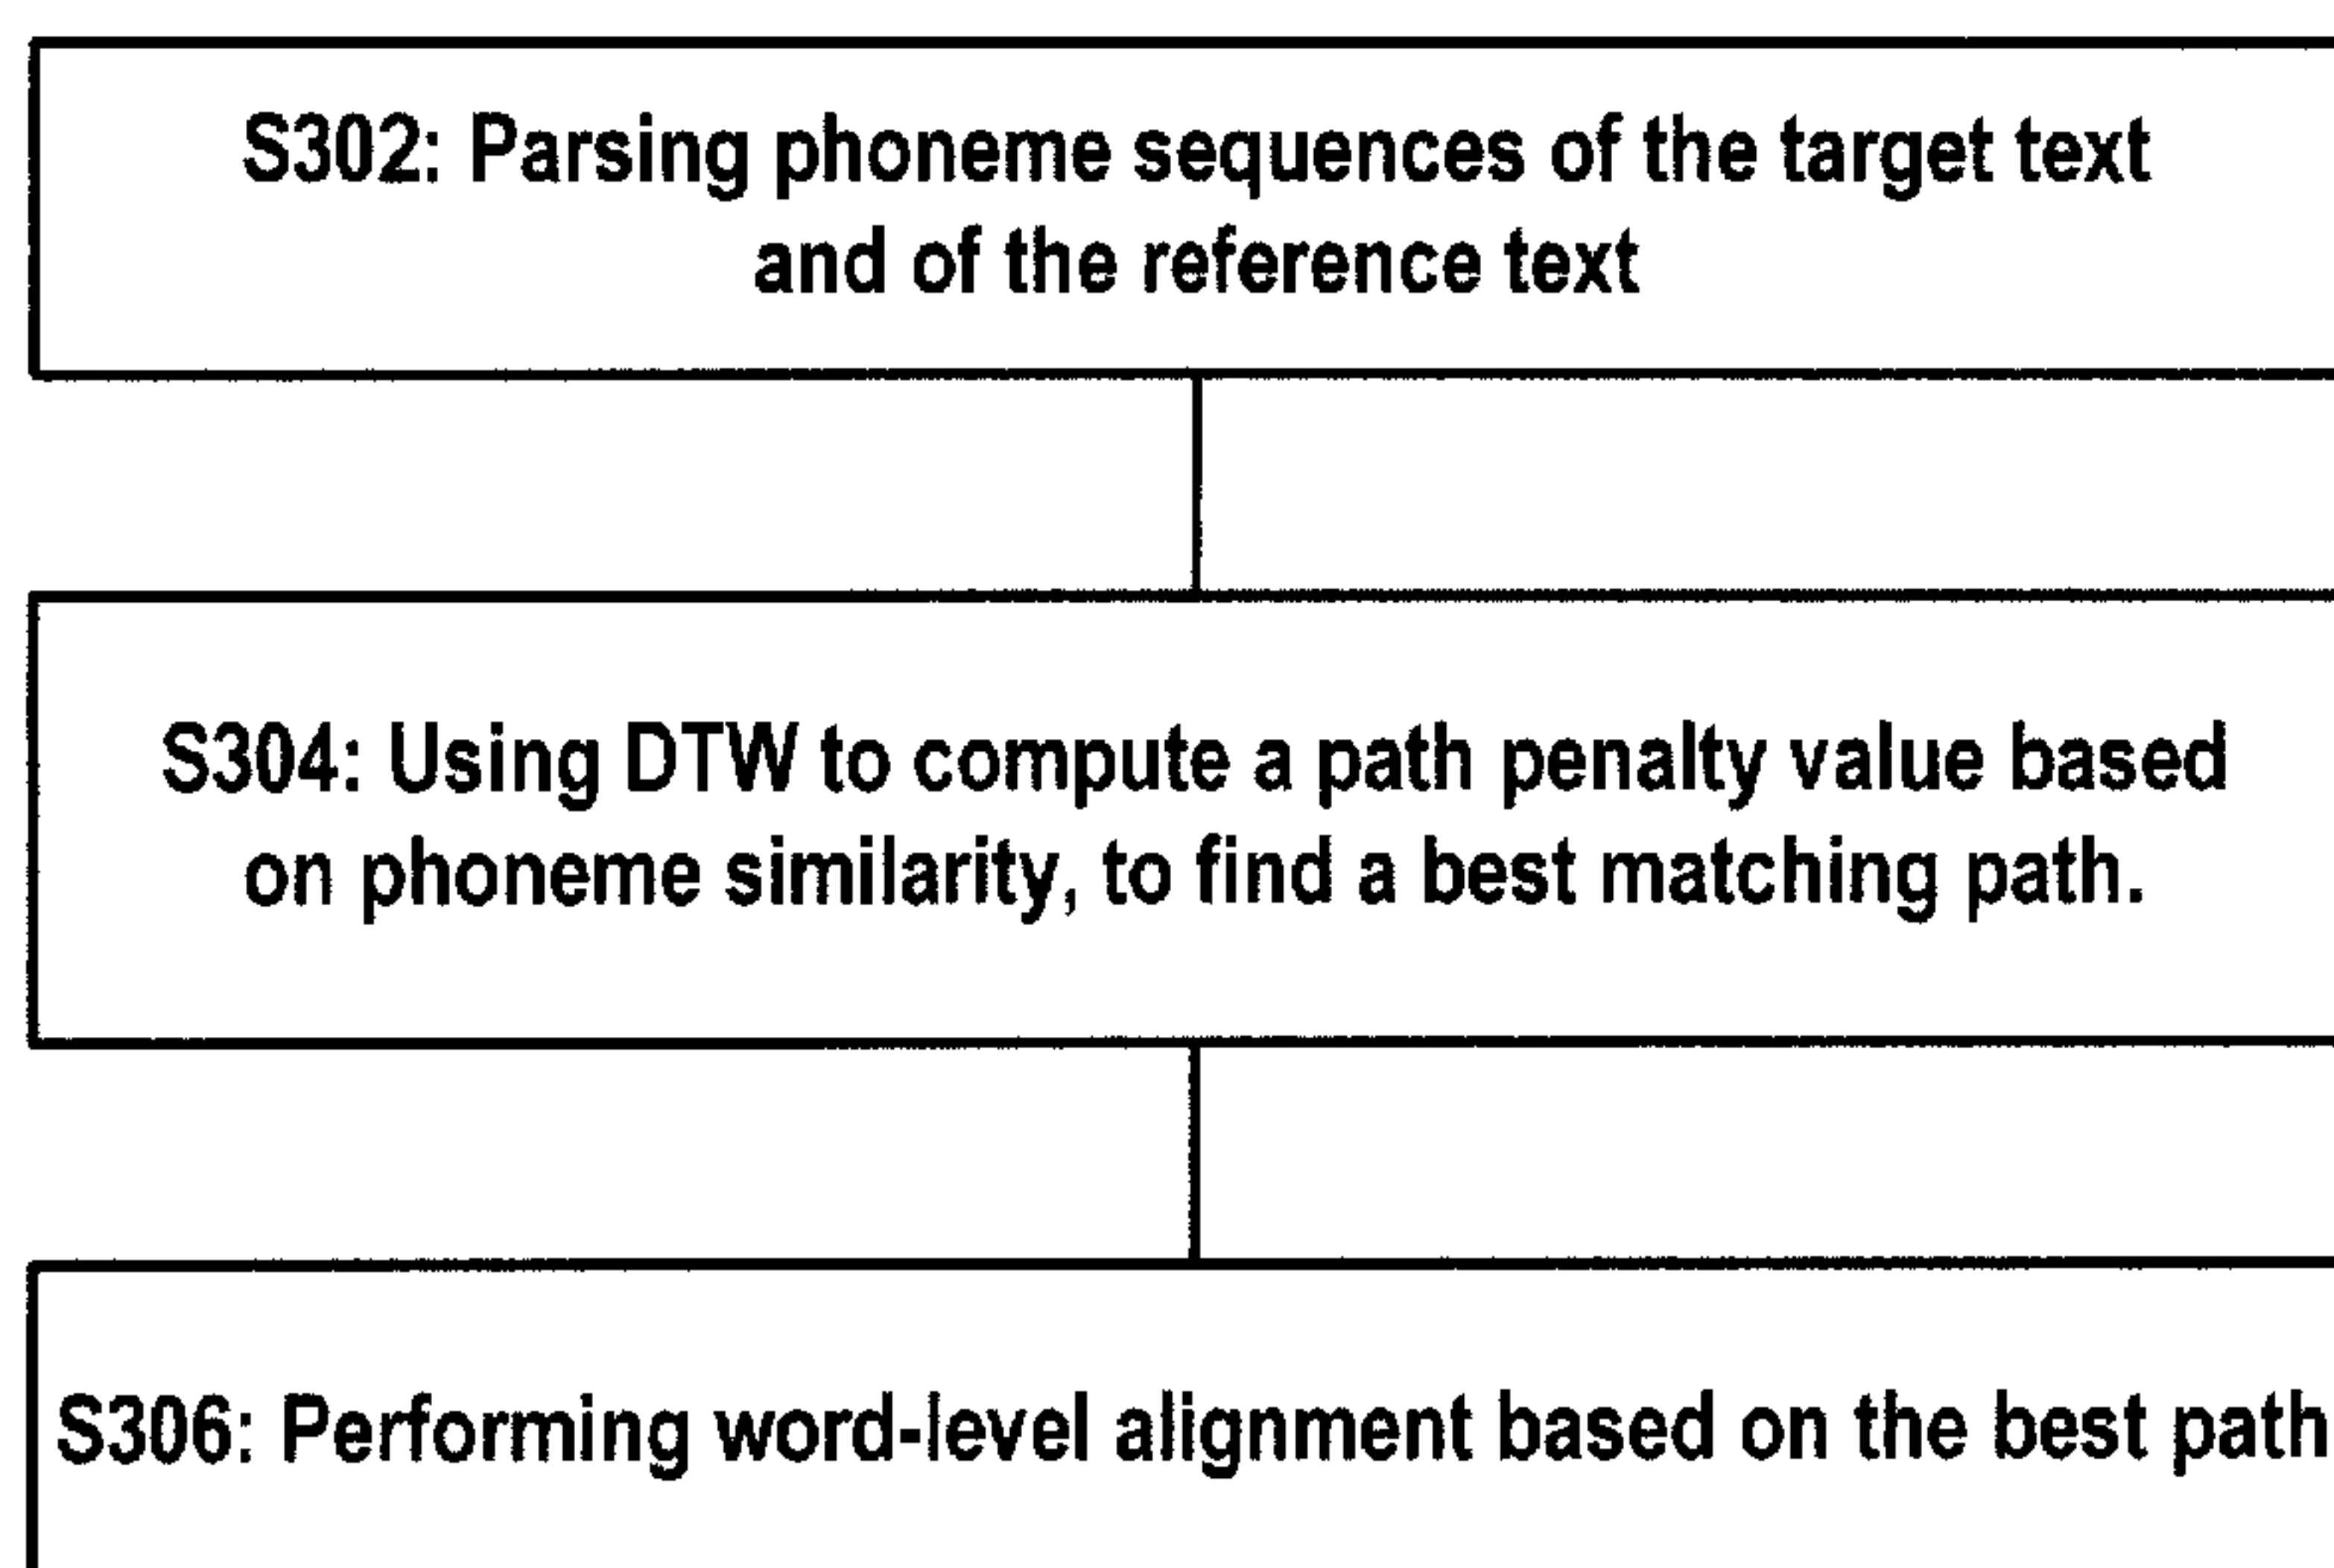 S302: Parsing phoneme sequences of the target text
and of the reference text
S304: Using DTW to compute a path penalty value based
on phoneme similarity, to find a best matching path.
S306: Performing word-level alignment based on the best path